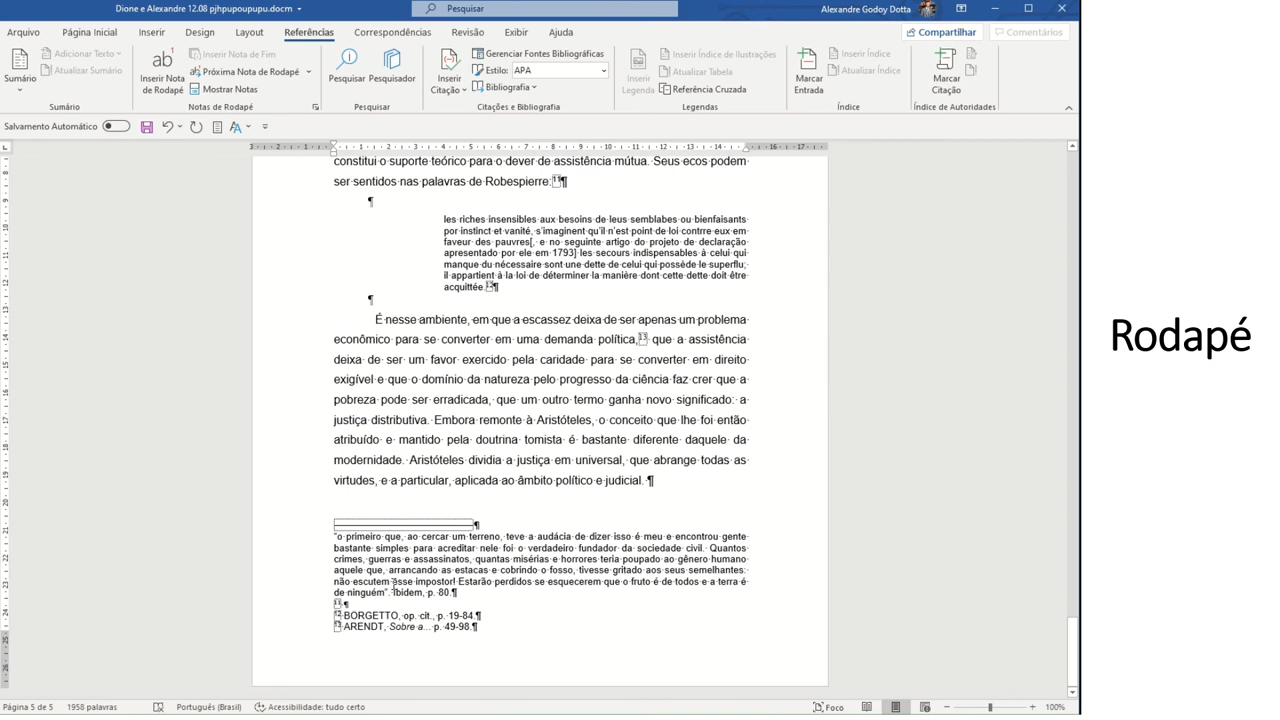 Dione e Alexandre 12.08 pjhpupoupupu.docm
Pesquisar
Alexandre Godoy Dotta
Arquivo Página Inicial Inserir Design Layout Referências Correspondências Revisão Exibir Ajuda
Compartilhar Comentários
Sumário
Adicionar Texto
Atualizar Sumário
Sumário
Inserir Nota de Rodapé
Inserir Nota de Fim
Próxima Nota de Rodapé
Mostrar Notas
Notas de Rodapé
Pesquisar Pesquisador
Pesquisar
Inserir Citação
Gerenciar Fontes Bibliográficas
Estilo: APA
Bibliografia
Citações e Bibliografia
Inserir Legenda
Inserir Índice de Ilustrações
Atualizar Tabela
Referência Cruzada
Legendas
Marcar Entrada
Inserir Índice
Atualizar Índice
Índice
Marcar Citação
Índice de Autoridades
Salvamento Automático
constitui o suporte teórico para o dever de assistência mútua. Seus ecos podem
ser sentidos nas palavras de Robespierre:11¶
¶
les riches insensibles aux besoins de leus semblabes ou bienfaisants
por instinct et vanité, s'imaginent qu'il n'est point de loi contrre eux em
faveur des pauvres[, e no seguinte artigo do projeto de declaração
apresentado por ele em 1793] les secours indispensables à celui qui
manque du nécessaire sont une dette de celui qui possède le superflu;
il appartient à la loi de déterminer la manière dont cette dette doit être
acquittée.12¶
¶
É nesse ambiente, em que a escassez deixa de ser apenas um problema
econômico para se converter em uma demanda política,13 que a assistência
deixa de ser um favor exercido pela caridade para se converter em direito
exigível e que o domínio da natureza pelo progresso da ciência faz crer que a
pobreza pode ser erradicada, que um outro termo ganha novo significado: a
justiça distributiva. Embora remonte à Aristóteles, o conceito que lhe foi então
atribuído e mantido pela doutrina tomista é bastante diferente daquele da
modernidade. Aristóteles dividia a justiça em universal, que abrange todas as
virtudes, e a particular, aplicada ao âmbito político e judicial. ¶
¶
"o primeiro que, ao cercar um terreno, teve a audácia de dizer isso é meu e encontrou gente
bastante simples para acreditar nele foi o verdadeiro fundador da sociedade civil. Quantos
crimes, guerras e assassinatos, quantas misérias e horrores teria poupado ao gênero humano
aquele que, arrancando as estacas e cobrindo o fosso, tivesse gritado aos seus semelhantes:
não escutem esse impostor! Estarão perdidos se esquecerem que o fruto é de todos e a terra é
de ninguém". Ibidem, p. 80.¶
11 ¶
12 BORGETTO, op. cit., p. 19-84.¶
13 ARENDT, Sobre a... p. 49-98.¶
Página 5 de 5 1958 palavras Português (Brasil) Acessibilidade: tudo certo Foco 100%
Rodapé